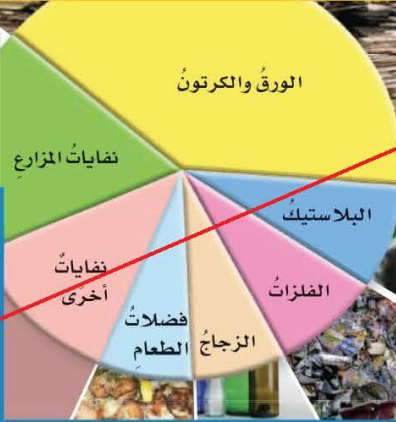 الورقُ والكرتونُ
نفاياتُ المزارعِ
البلاستيكُ
نفاياتٌ
أخرى
الفلزاتُ
فضلاتُ
الطعامِ
الزجاجُ